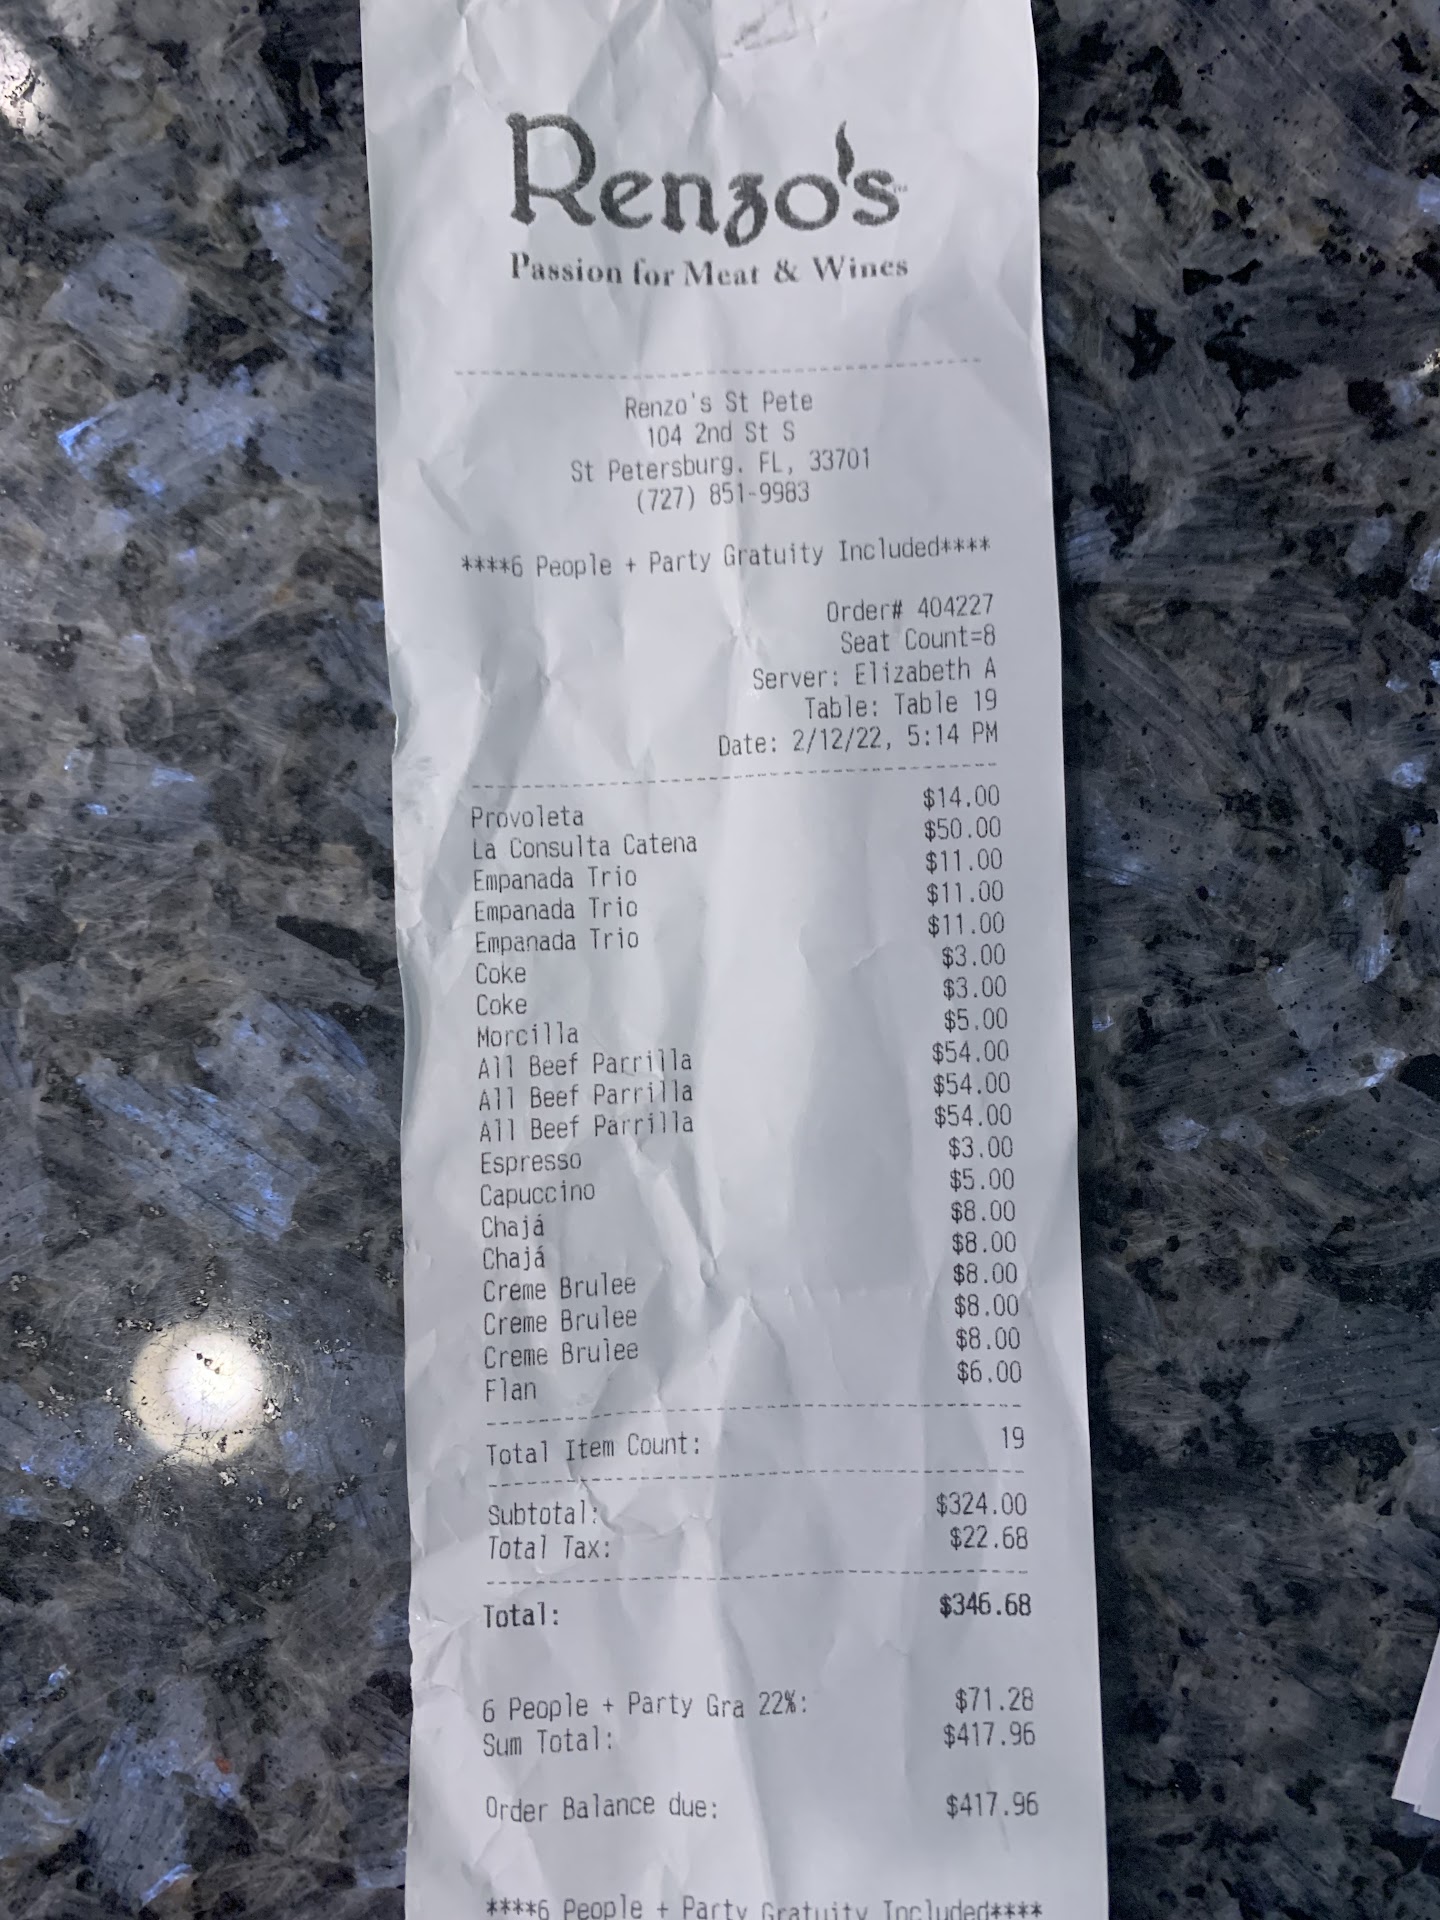 Renzo's
Passion for Meat & Wines
Renzo's St Pete
104 2nd St S
St Petersburg. FL, 33701
(727) 851-9983
****6 People + Party Gratuity Included****
Order# 404227
Seat Count=8
Server: Elizabeth A
Table: Table 19
Date: 2/12/22, 5:14 PM
Provoleta $14.00
La Consulta Catena $50.00
Empanada Trio $11.00
Empanada Trio $11.00
Empanada Trio $11.00
Coke $3.00
Coke $3.00
Morcilla $5.00
All Beef Parrilla $54.00
All Beef Parrilla $54.00
All Beef Parrilla $54.00
Espresso $3.00
Capuccino $5.00
Chajá $8.00
Chajá $8.00
Creme Brulee $8.00
Creme Brulee $8.00
Creme Brulee $8.00
Flan $6.00
Total Item Count: 19
Subtotal: $324.00
Total Tax: $22.68
Total: $346.68
6 People + Party Gra 22%: $71.28
Sum Total: $417.96
Order Balance due: $417.96
****6 People + Party Gratuity Included****